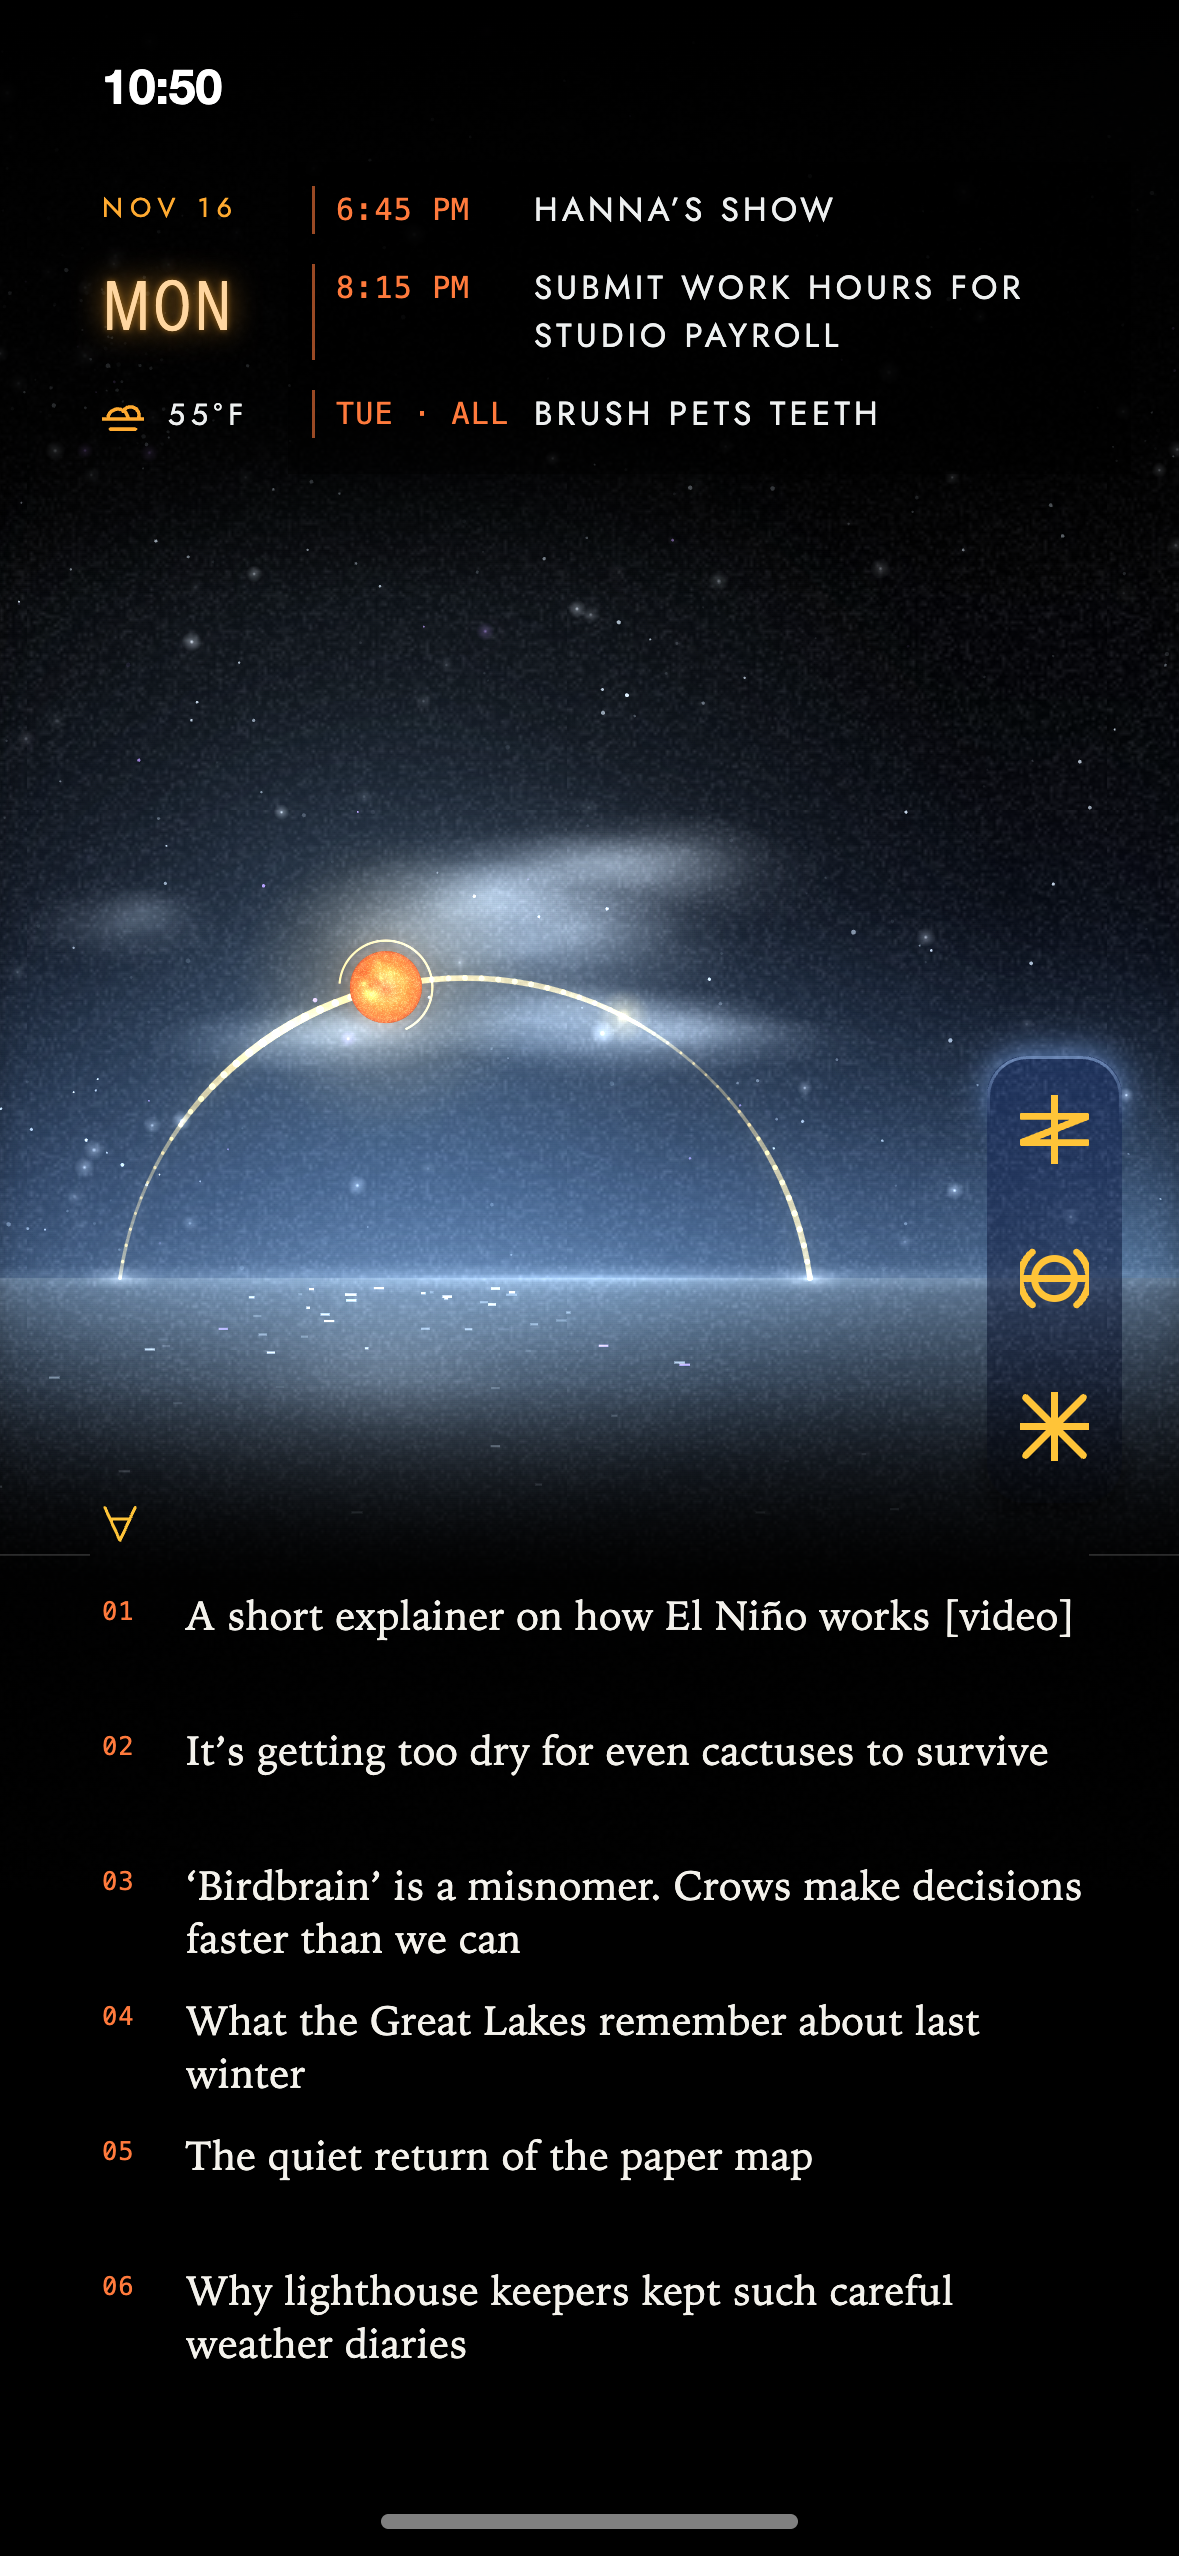 10:50
NOV 16
MON
55°F
6:45 PM HANNA’S SHOW
8:15 PM SUBMIT WORK HOURS FOR
STUDIO PAYROLL
TUE · ALL BRUSH PETS TEETH
01 A short explainer on how El Niño works [video]
02 It’s getting too dry for even cactuses to survive
03 ‘Birdbrain’ is a misnomer. Crows make decisions
faster than we can
04 What the Great Lakes remember about last
winter
05 The quiet return of the paper map
06 Why lighthouse keepers kept such careful
weather diaries